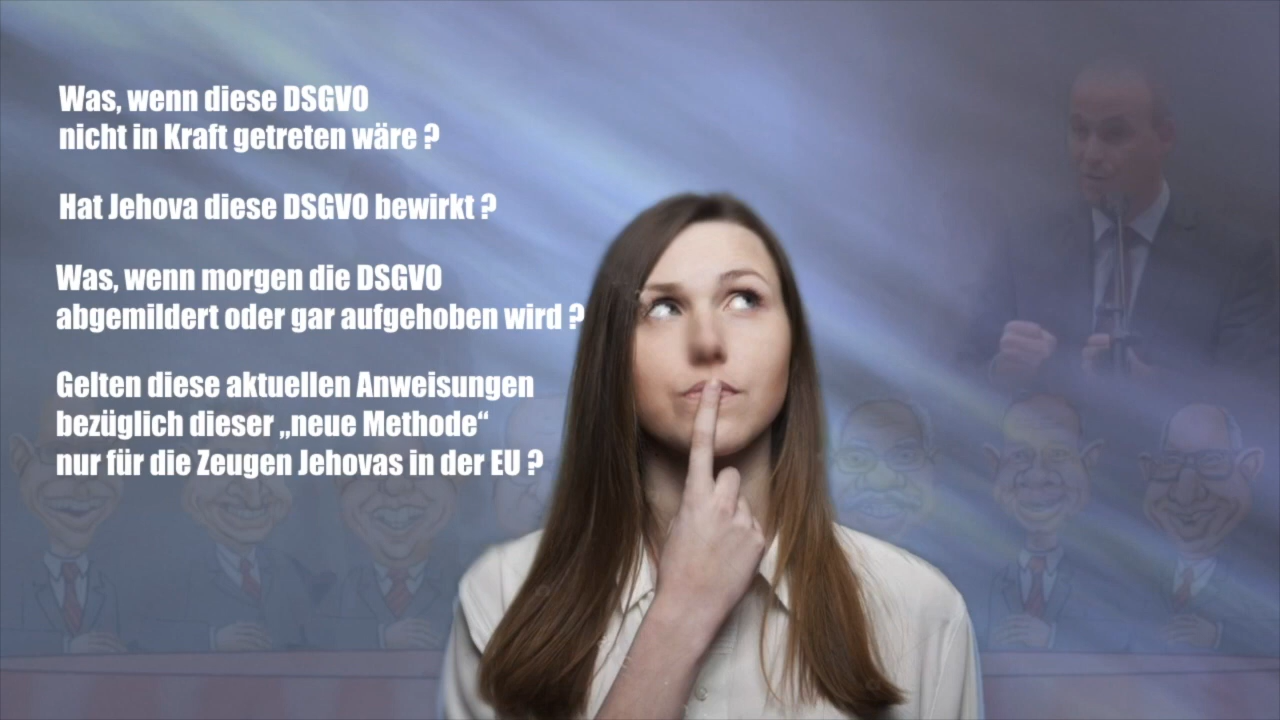 Was, wenn diese DSGVO
nicht in Kraft getreten wäre ?
Hat Jehova diese DSGVO bewirkt ?
Was, wenn morgen die DSGVO
abgemildert oder gar aufgehoben wird ?
Gelten diese aktuellen Anweisungen
bezüglich dieser „neue Methode“
nur für die Zeugen Jehovas in der EU ?